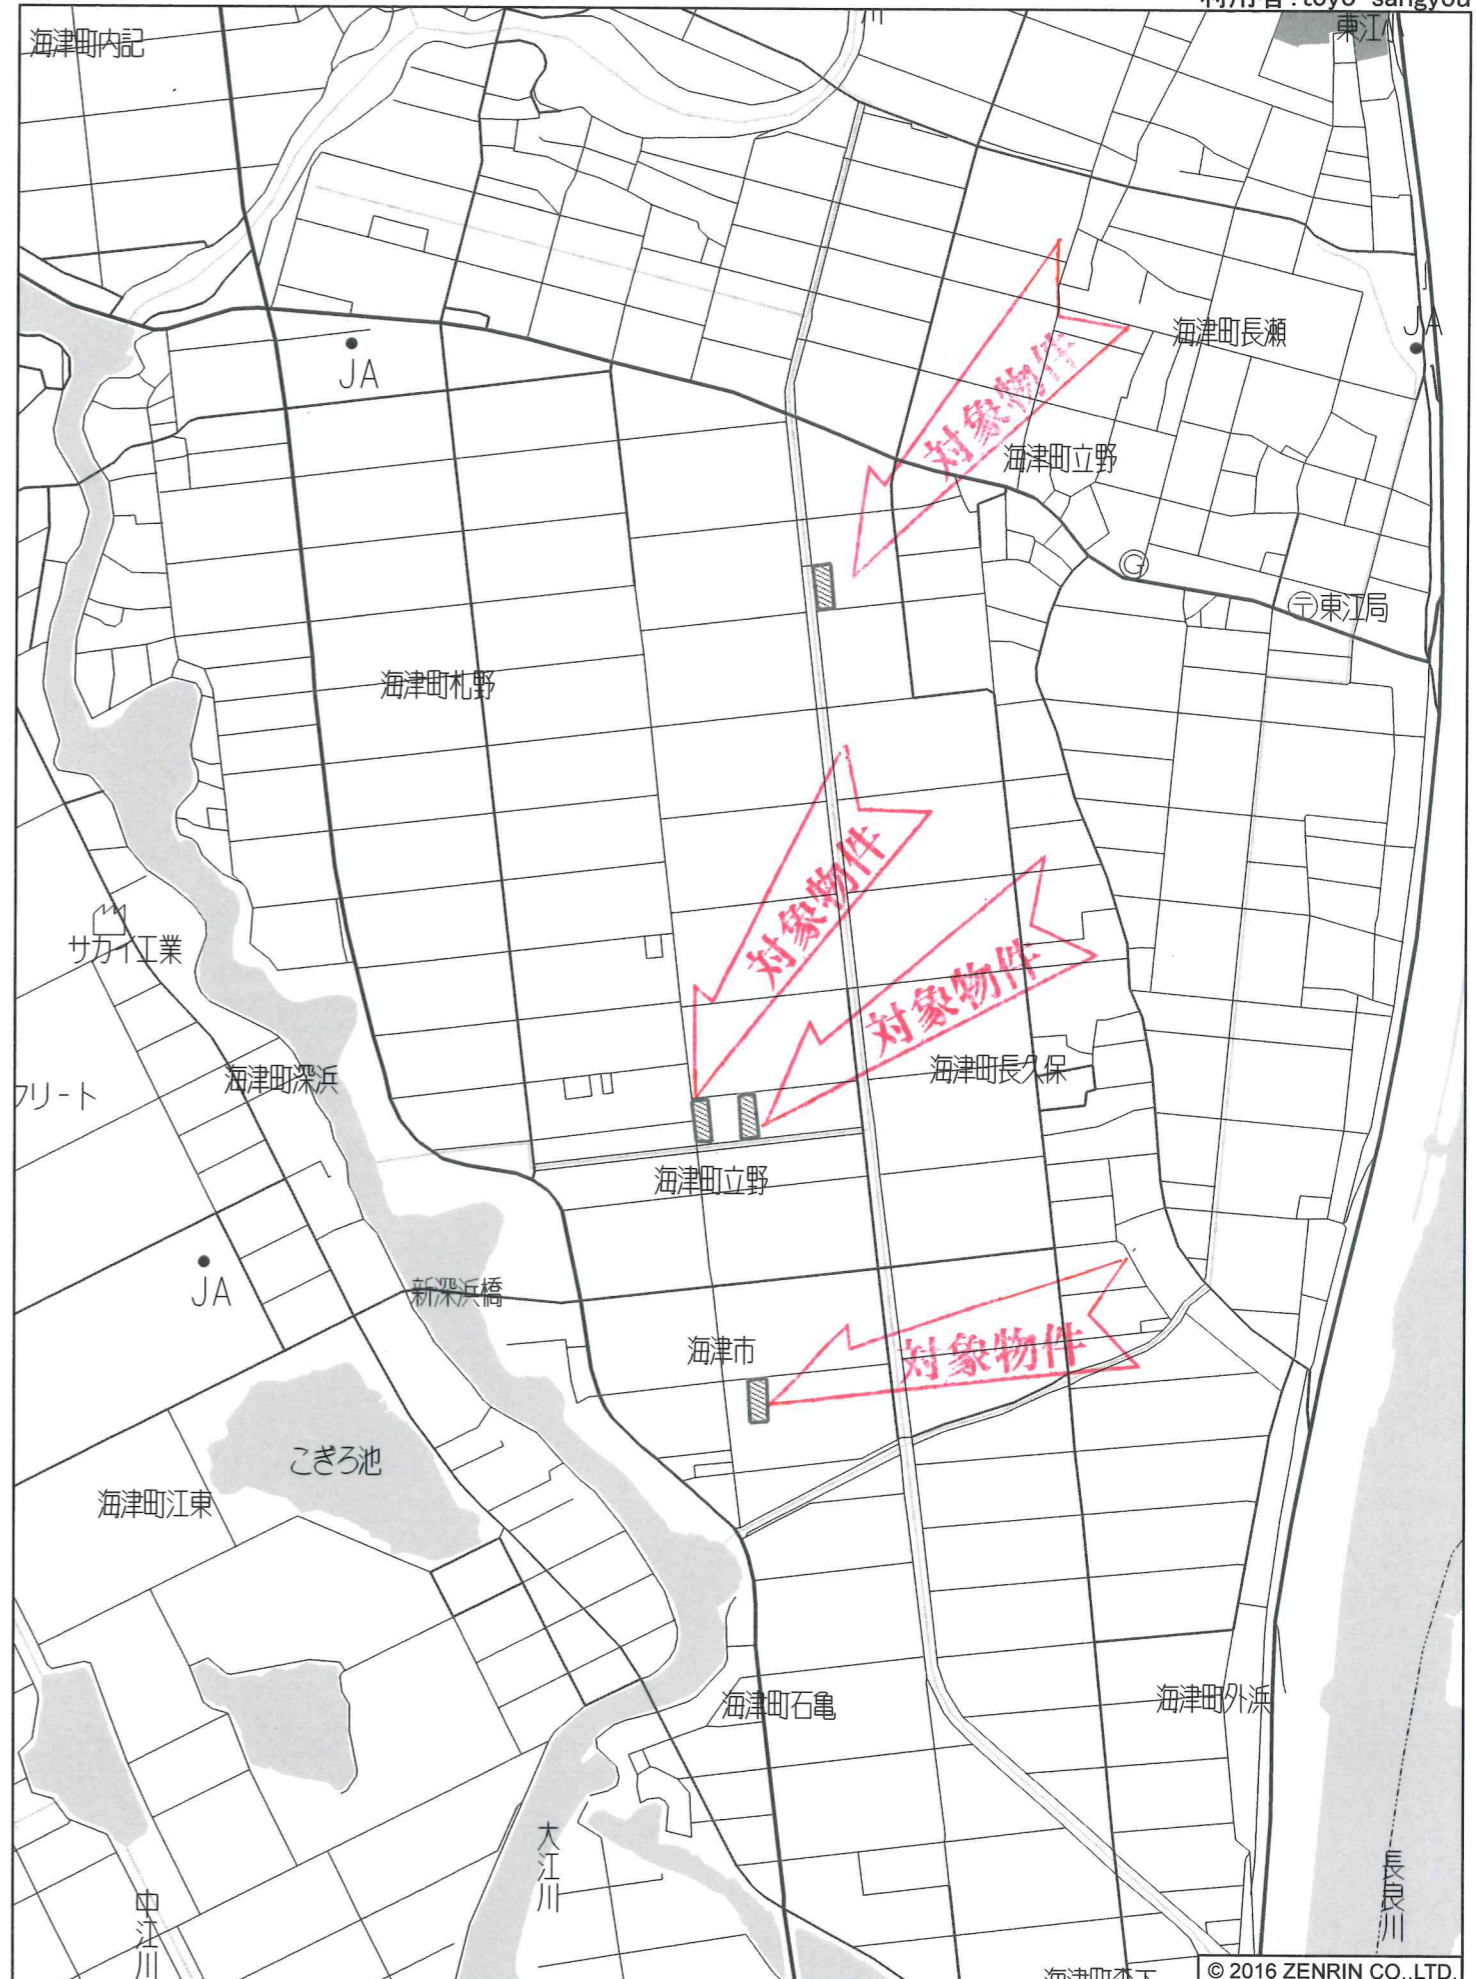 利用者:toyo-sangyou
海津町内記
川
東江小
JA
海津町長瀬
JA
対象物件
海津町立野
G
〒東江局
海津町札野
対象物件
対象物件
サカイ工業
海津町深浜
海津町長久保
クリート
海津町立野
JA
新深浜橋
海津市
対象物件
こぎろ池
海津町江東
海津町石亀
海津町外浜
大江川
長良川
中江川
© 2016 ZENRIN CO.,LTD.